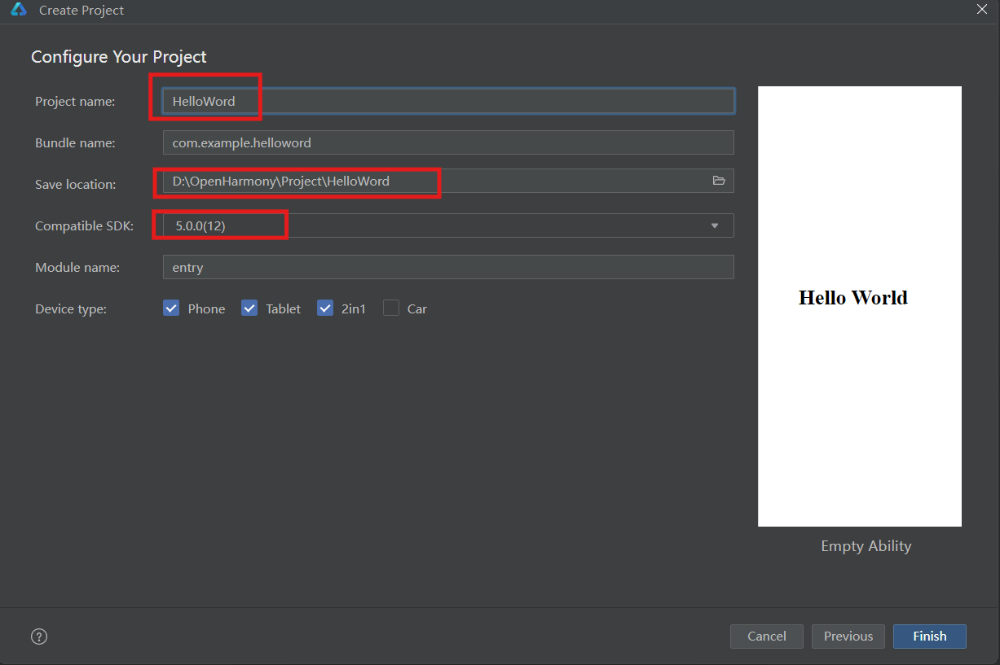 Create Project
Configure Your Project
Project name: HelloWord
Bundle name: com.example.helloword
Save location: D:\OpenHarmony\Project\HelloWord
Compatible SDK: 5.0.0(12)
Module name: entry
Device type: Phone Tablet 2in1 Car
Hello World
Empty Ability
? Cancel Previous Finish